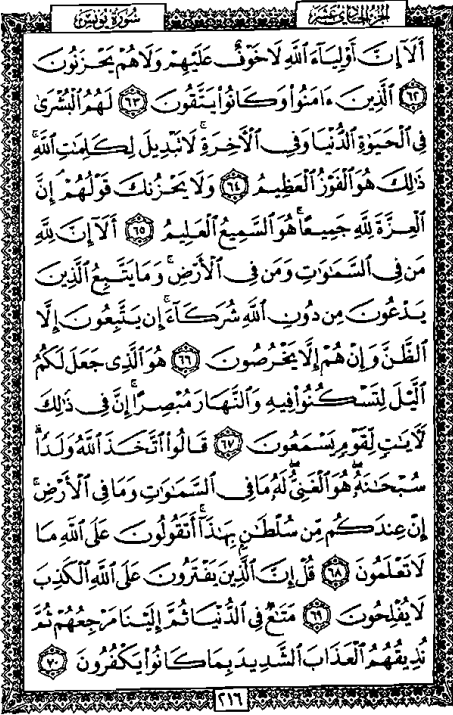 سُورَةُ يُونُسَ
الجُزْءُ الحَادِي عَشَرَ
أَلَآ إِنَّ أَوْلِيَآءَ ٱللَّهِ لَا خَوْفٌ عَلَيْهِمْ وَلَا هُمْ يَحْزَنُونَ
٦٢ ٱلَّذِينَ ءَامَنُوا۟ وَكَانُوا۟ يَتَّقُونَ ٦٣ لَهُمُ ٱلْبُشْرَىٰ
فِى ٱلْحَيَوٰةِ ٱلدُّنْيَا وَفِى ٱلْءَاخِرَةِ ۚ لَا تَبْدِيلَ لِكَلِمَٰتِ ٱللَّهِ ۚ
ذَٰلِكَ هُوَ ٱلْفَوْزُ ٱلْعَظِيمُ ٦٤ وَلَا يَحْزُنكَ قَوْلُهُمْ ۘ إِنَّ
ٱلْعِزَّةَ لِلَّهِ جَمِيعًا ۚ هُوَ ٱلسَّمِيعُ ٱلْعَلِيمُ ٦٥ أَلَآ إِنَّ لِلَّهِ
مَن فِى ٱلسَّمَٰوَٰتِ وَمَن فِى ٱلْأَرْضِ ۗ وَمَا يَتَّبِعُ ٱلَّذِينَ
يَدْعُونَ مِن دُونِ ٱللَّهِ شُرَكَآءَ ۚ إِن يَتَّبِعُونَ إِلَّا
ٱلظَّنَّ وَإِنْ هُمْ إِلَّا يَخْرُصُونَ ٦٦ هُوَ ٱلَّذِى جَعَلَ لَكُمُ
ٱلَّيْلَ لِتَسْكُنُوا۟ فِيهِ وَٱلنَّهَارَ مُبْصِرًا ۚ إِنَّ فِى ذَٰلِكَ
لَءَايَٰتٍ لِّقَوْمٍ يَسْمَعُونَ ٦٧ قَالُوا۟ ٱتَّخَذَ ٱللَّهُ وَلَدًا ۗ
سُبْحَٰنَهُۥ ۖ هُوَ ٱلْغَنِىُّ ۖ لَهُۥ مَا فِى ٱلسَّمَٰوَٰتِ وَمَا فِى ٱلْأَرْضِ ۚ
إِنْ عِندَكُم مِّن سُلْطَٰنٍۭ بِهَٰذَآ ۚ أَتَقُولُونَ عَلَى ٱللَّهِ مَا
لَا تَعْلَمُونَ ٦٨ قُلْ إِنَّ ٱلَّذِينَ يَفْتَرُونَ عَلَى ٱللَّهِ ٱلْكَذِبَ
لَا يُفْلِحُونَ ٦٩ مَتَٰعٌ فِى ٱلدُّنْيَا ثُمَّ إِلَيْنَا مَرْجِعُهُمْ ثُمَّ
نُذِيقُهُمُ ٱلْعَذَابَ ٱلشَّدِيدَ بِمَا كَانُوا۟ يَكْفُرُونَ ٧٠
٢١٦